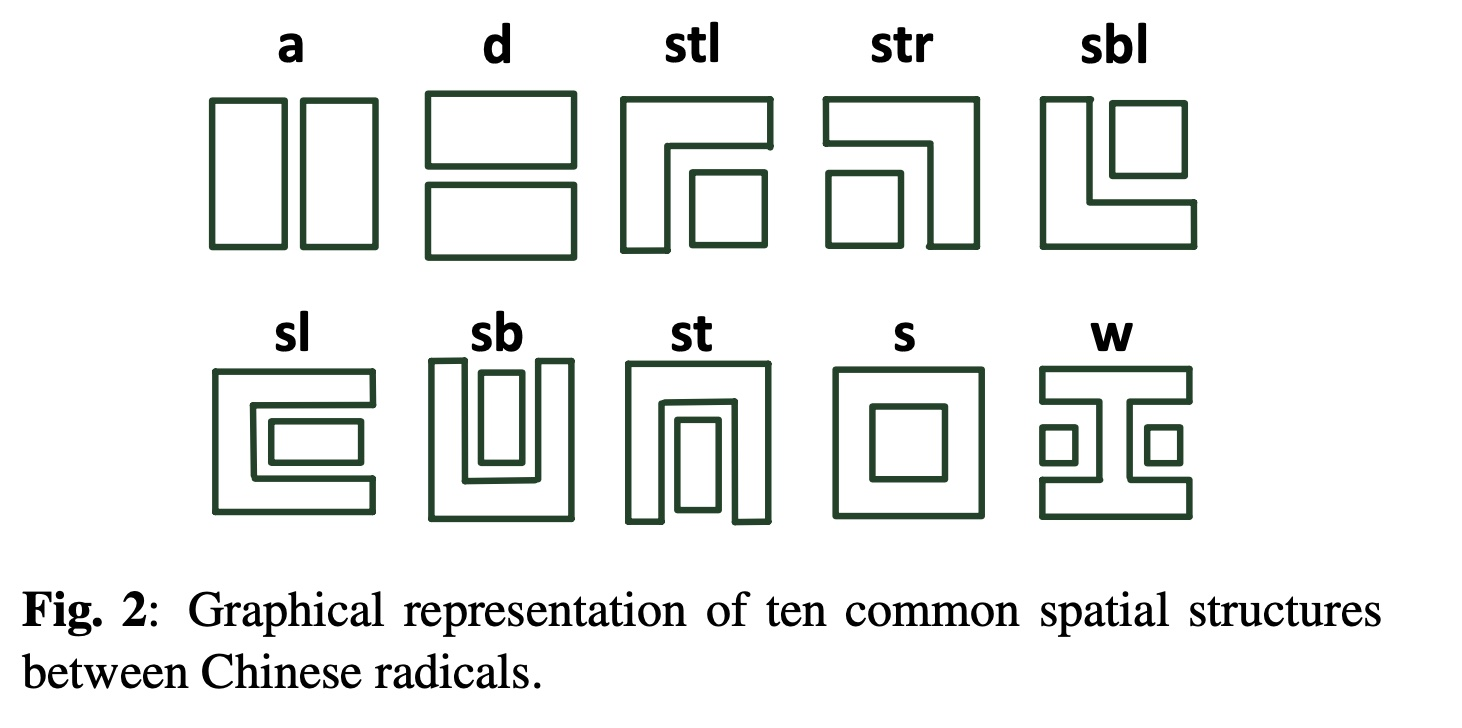 a d stl str sbl
sl sb st s w
Fig. 2: Graphical representation of ten common spatial structures
between Chinese radicals.